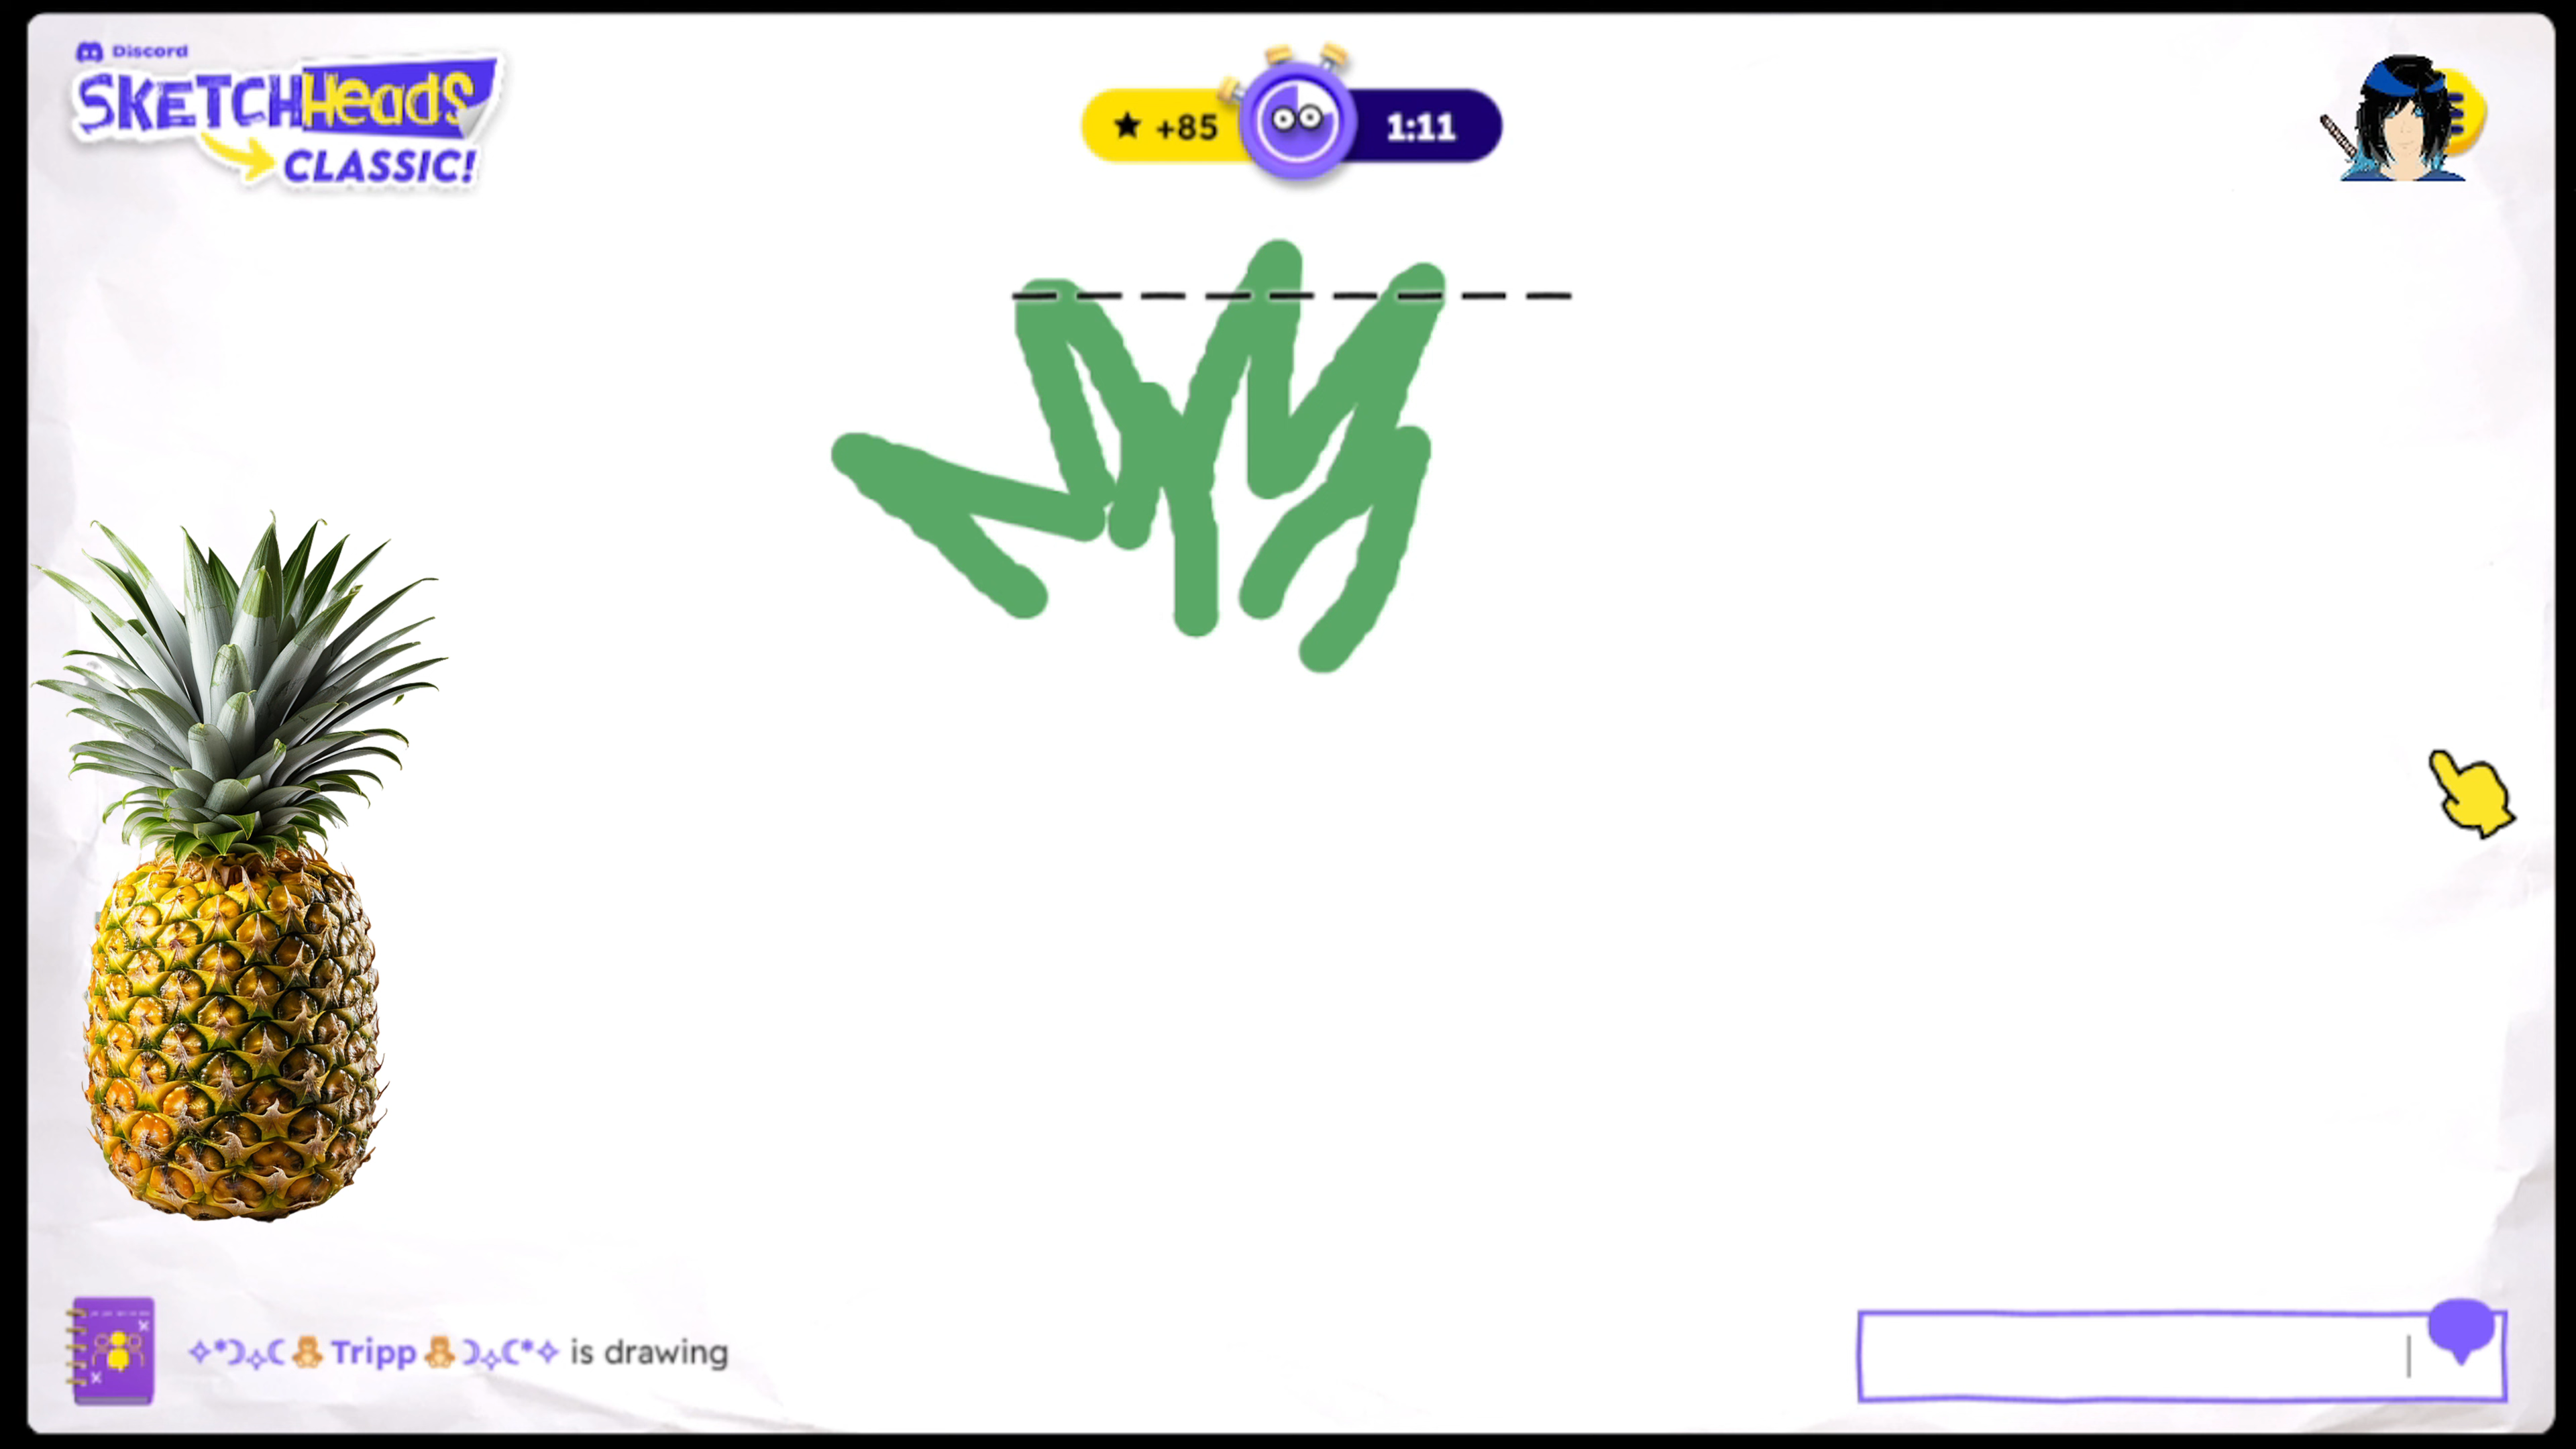 Discord
SKETCHHeadS
CLASSIC!
★ +85
1:11
✧*☽₊☾🧸Tripp🧸☽₊☾*✧ is drawing